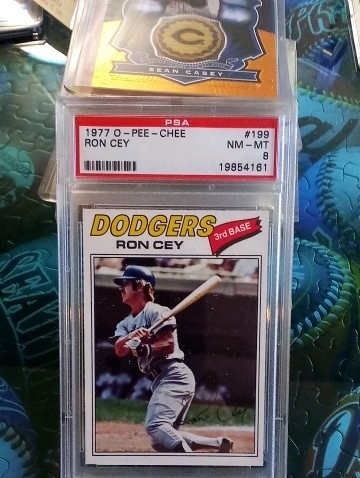 SEAN CASEY
PSA
1977 O-PEE-CHEE #199
RON CEY NM-MT
8
19854161
DODGERS
RON CEY
3rd BASE